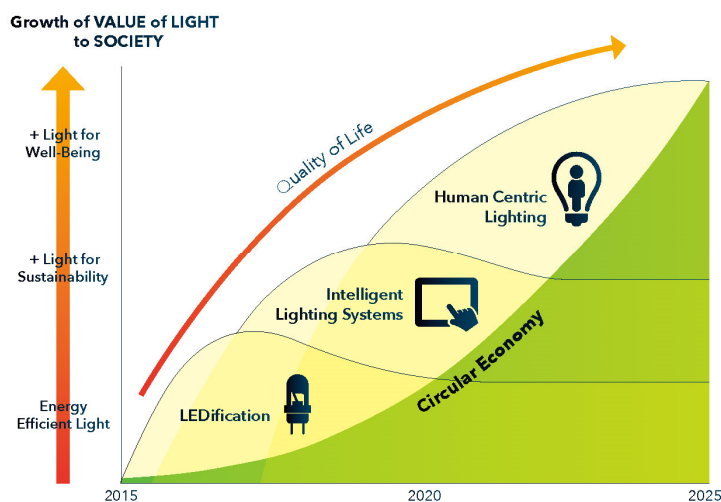 Growth of VALUE of LIGHT
to SOCIETY
+ Light for
Well-Being
+ Light for
Sustainability
Energy
Efficient Light
Quality of Life
Human Centric
Lighting
Intelligent
Lighting Systems
LEDification
Circular Economy
2015
2020
2025